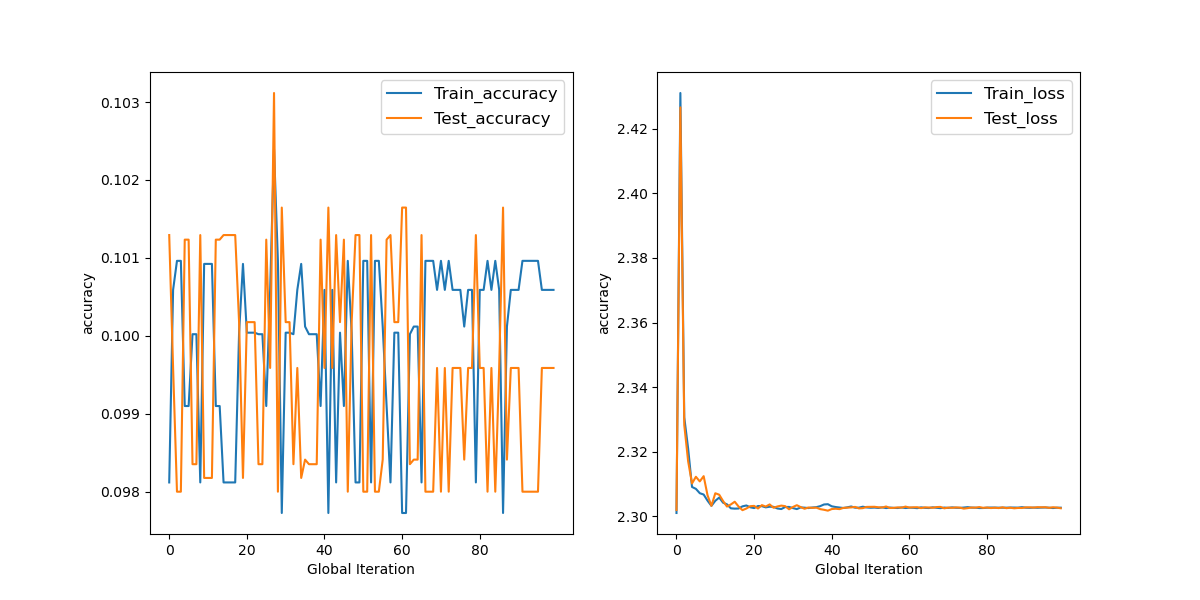 Train_accuracy
Test_accuracy
0.103
0.102
0.101
0.100
0.099
0.098
accuracy
0
20
40
60
80
Global Iteration
Train_loss
Test_loss
2.42
2.40
2.38
2.36
2.34
2.32
2.30
accuracy
0
20
40
60
80
Global Iteration